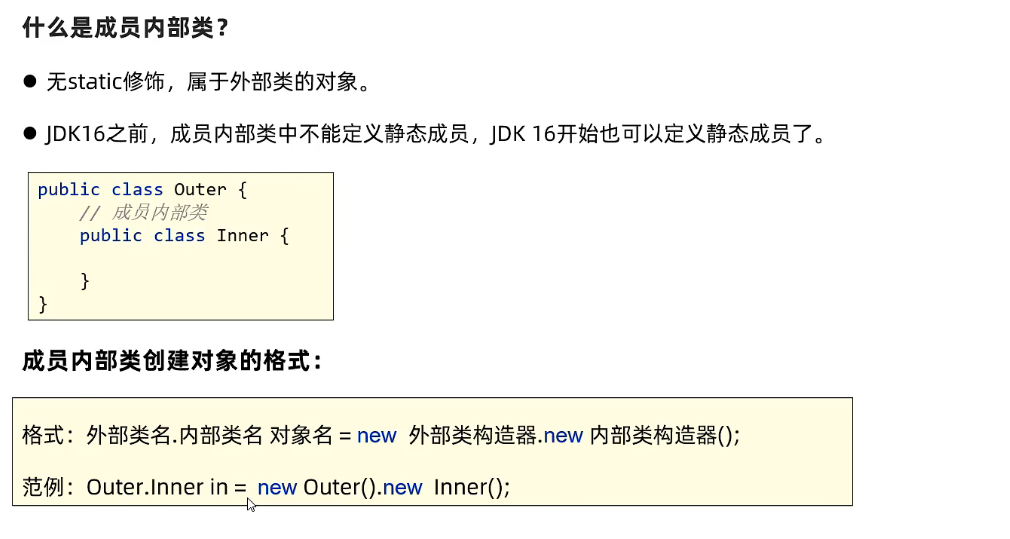 什么是成员内部类？
● 无static修饰，属于外部类的对象。
● JDK16之前，成员内部类中不能定义静态成员，JDK 16开始也可以定义静态成员了。
public class Outer {
    // 成员内部类
    public class Inner {
    }
}
成员内部类创建对象的格式：
格式：外部类名.内部类名 对象名 = new 外部类构造器.new 内部类构造器();
范例：Outer.Inner in = new Outer().new Inner();